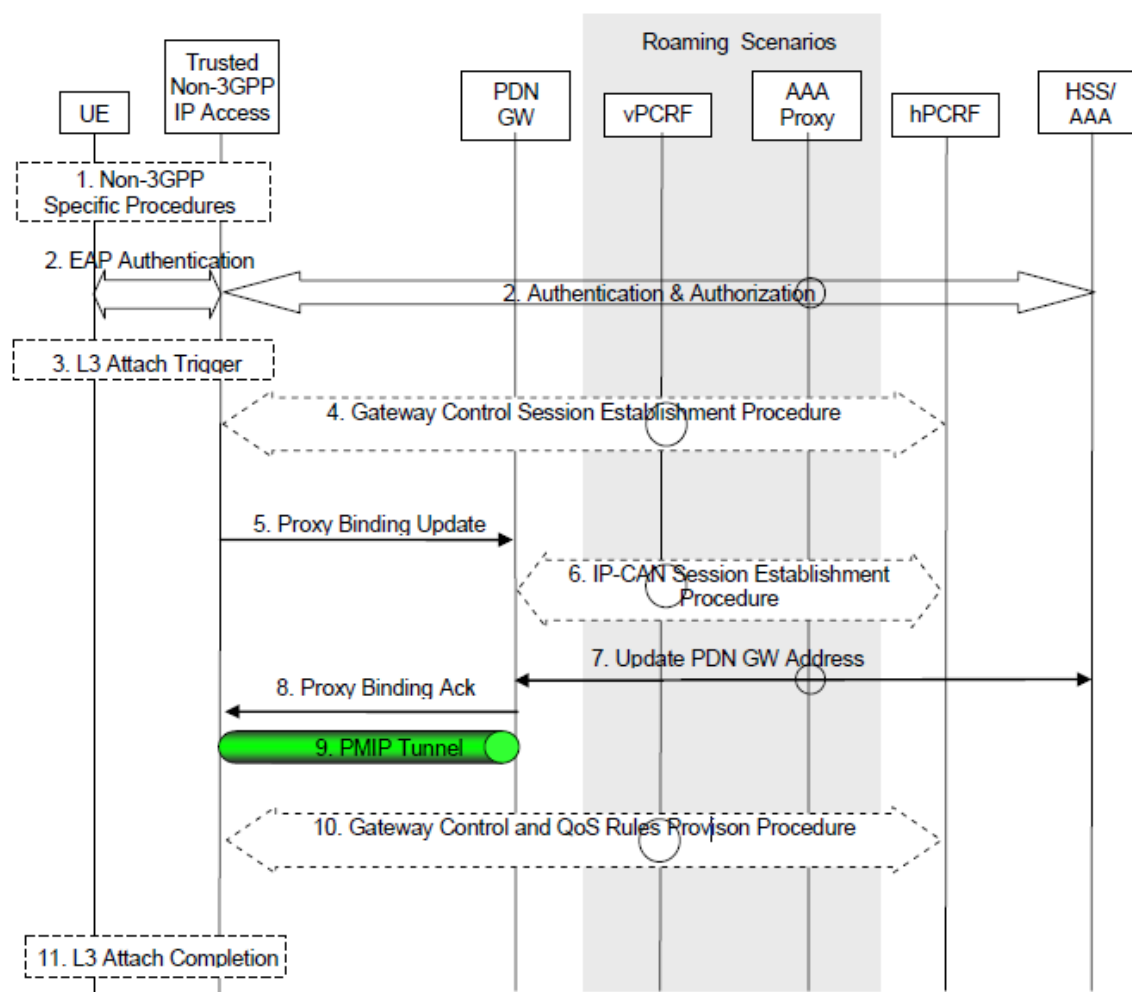 Roaming Scenarios
UE
Trusted
Non-3GPP
IP Access
PDN
GW
vPCRF
AAA
Proxy
hPCRF
HSS/
AAA
1. Non-3GPP
Specific Procedures
2. EAP Authentication
2. Authentication & Authorization
3. L3 Attach Trigger
4. Gateway Control Session Establishment Procedure
5. Proxy Binding Update
6. IP-CAN Session Establishment
Procedure
7. Update PDN GW Address
8. Proxy Binding Ack
9. PMIP Tunnel
10. Gateway Control and QoS Rules Provison Procedure
11. L3 Attach Completion